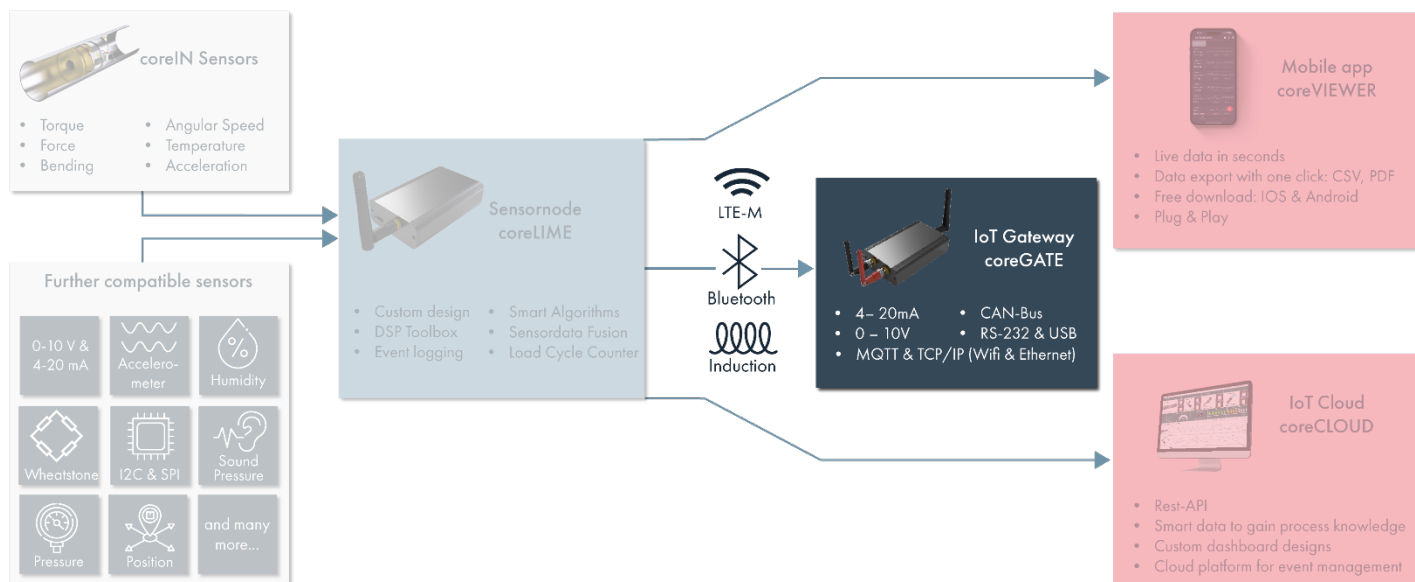 coreIN Sensors
• Torque
• Force
• Bending
• Angular Speed
• Temperature
• Acceleration
Further compatible sensors
0-10 V &
4-20 mA
Accelero-
meter
Humidity
Wheatstone
I2C & SPI
Sound
Pressure
Pressure
Position
and many
more...
Sensornode
coreLIME
• Custom design
• DSP Toolbox
• Event logging
• Smart Algorithms
• Sensordata Fusion
• Load Cycle Counter
LTE-M
Bluetooth
Induction
IoT Gateway
coreGATE
• 4– 20mA
• 0 – 10V
• CAN-Bus
• RS-232 & USB
• MQTT & TCP/IP (Wifi & Ethernet)
Mobile app
coreVIEWER
• Live data in seconds
• Data export with one click: CSV, PDF
• Free download: IOS & Android
• Plug & Play
IoT Cloud
coreCLOUD
• Rest-API
• Smart data to gain process knowledge
• Custom dashboard designs
• Cloud platform for event management